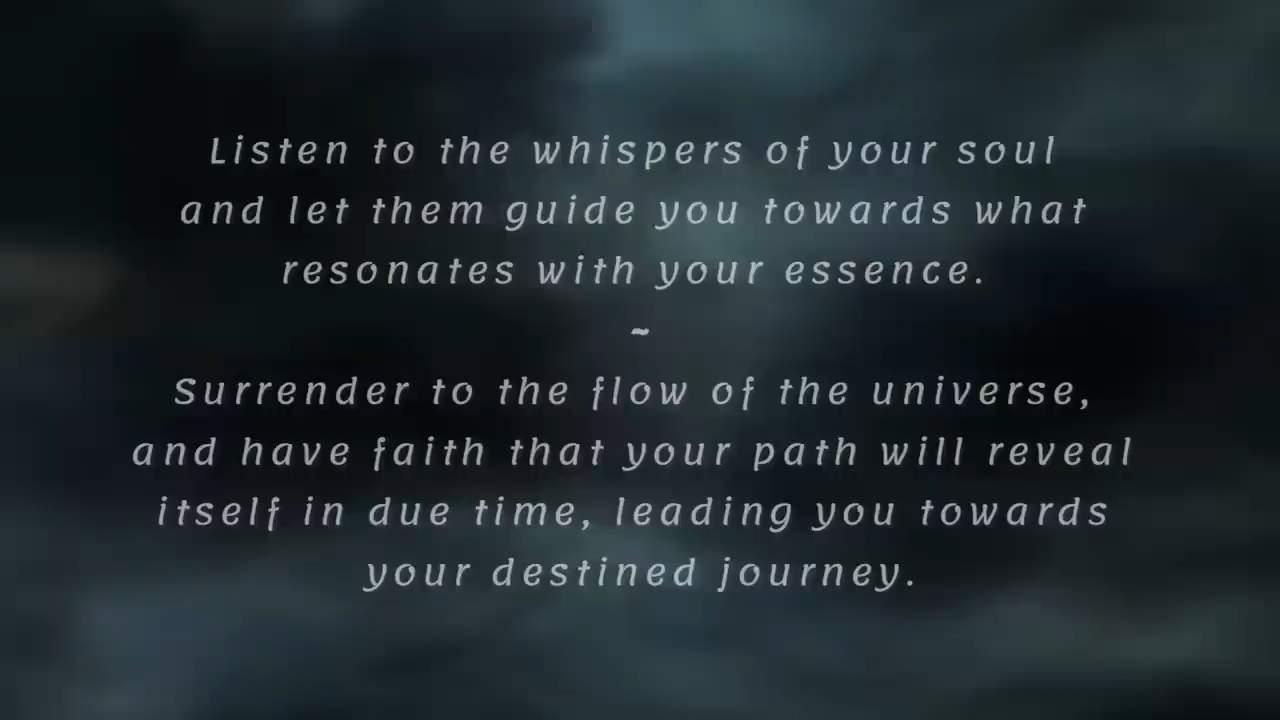 Listen to the whispers of your soul
and let them guide you towards what
resonates with your essence.
~
Surrender to the flow of the universe,
and have faith that your path will reveal
itself in due time, leading you towards
your destined journey.